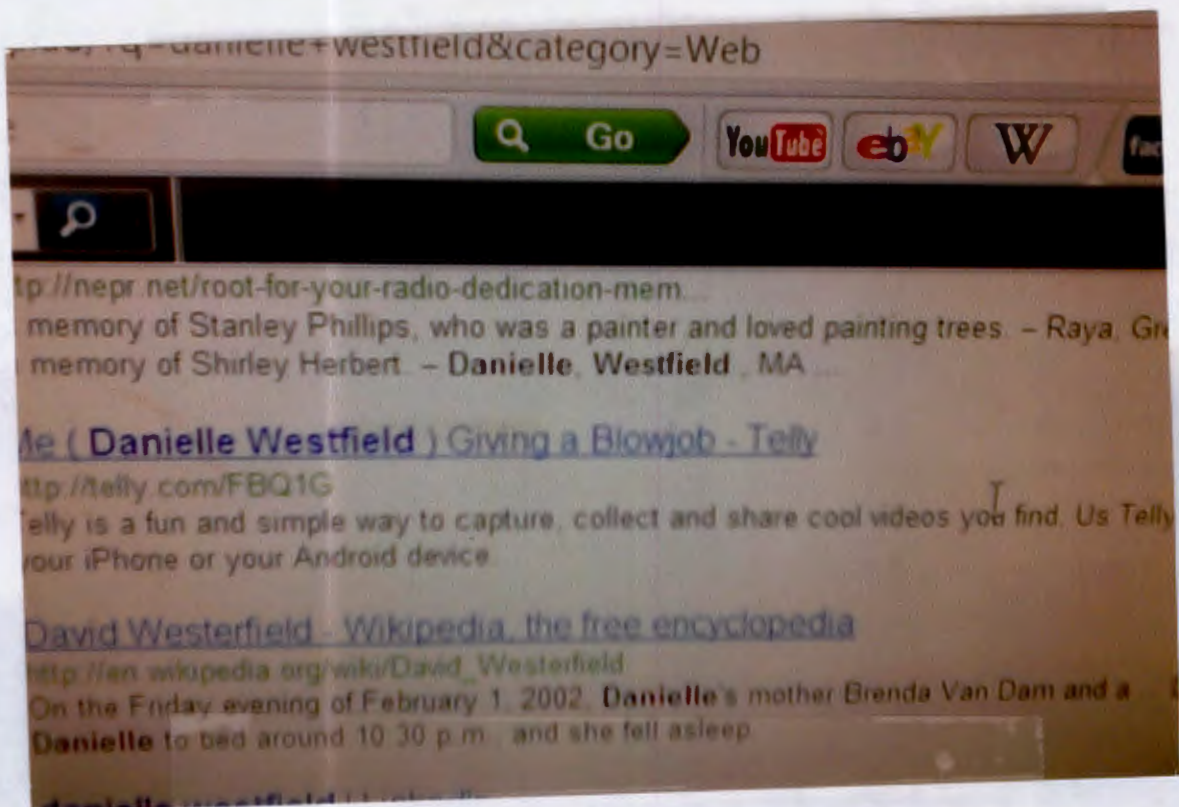 q=danielle+westfield&category=Web
Go YouTube ebay W fac
tp://nepr.net/root-for-your-radio-dedication-mem...
memory of Stanley Phillips, who was a painter and loved painting trees. – Raya, Gre
memory of Shirley Herbert. – Danielle, Westfield , MA ...
Me ( Danielle Westfield ) Giving a Blowjob - Telly
ttp://telly.com/FBQ1G
Telly is a fun and simple way to capture, collect and share cool videos you find. Us Telly
your iPhone or your Android device.
David Westerfield - Wikipedia, the free encyclopedia
http://en.wikipedia.org/wiki/David_Westerfield
On the Friday evening of February 1, 2002, Danielle's mother Brenda Van Dam and a ...
Danielle to bed around 10:30 p.m., and she fell asleep.
danielle westfield